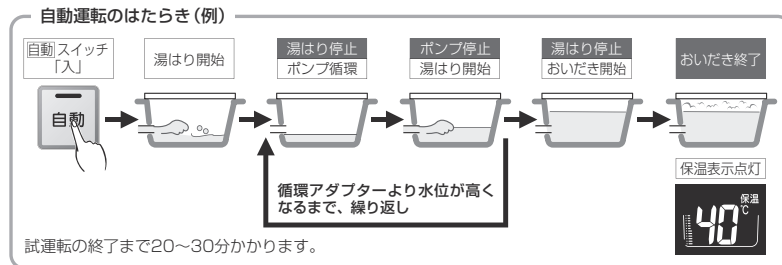 自動運転のはたらき（例）
自動スイッチ
「入」
自動
湯はり開始
湯はり停止
ポンプ循環
ポンプ停止
湯はり開始
湯はり停止
おいだき開始
おいだき終了
循環アダプターより水位が高く
なるまで、繰り返し
保温表示点灯
保温
40℃
試運転の終了まで20～30分かかります。